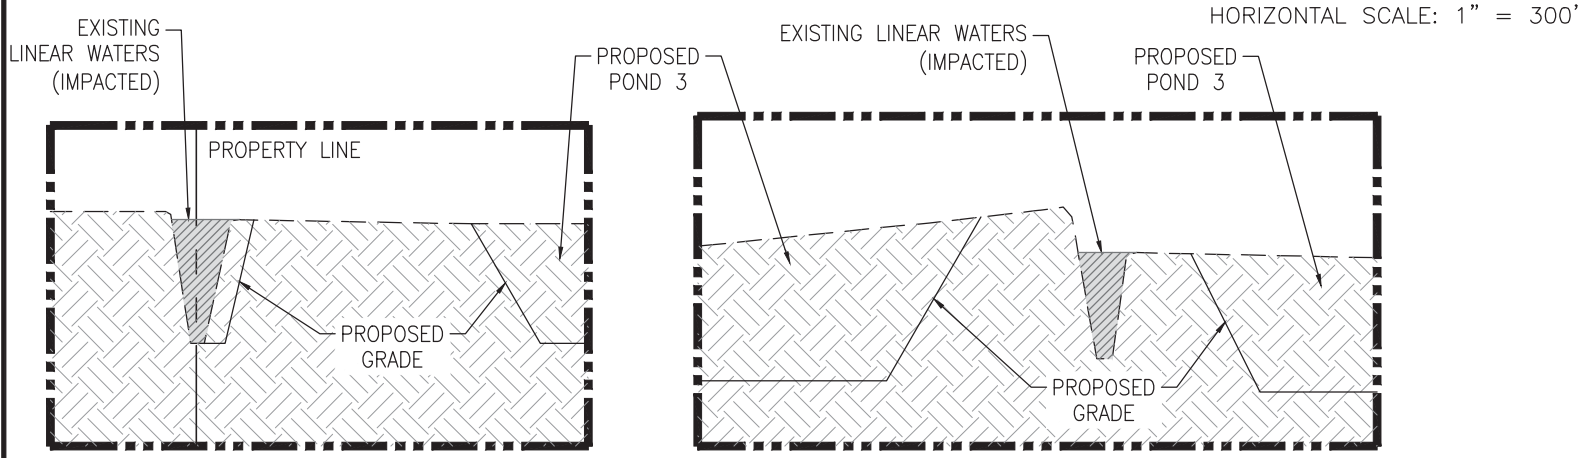 HORIZONTAL SCALE: 1" = 300'
EXISTING
LINEAR WATERS
(IMPACTED)
PROPOSED
POND 3
EXISTING LINEAR WATERS
(IMPACTED)
PROPOSED
POND 3
PROPERTY LINE
PROPOSED
GRADE
PROPOSED
GRADE